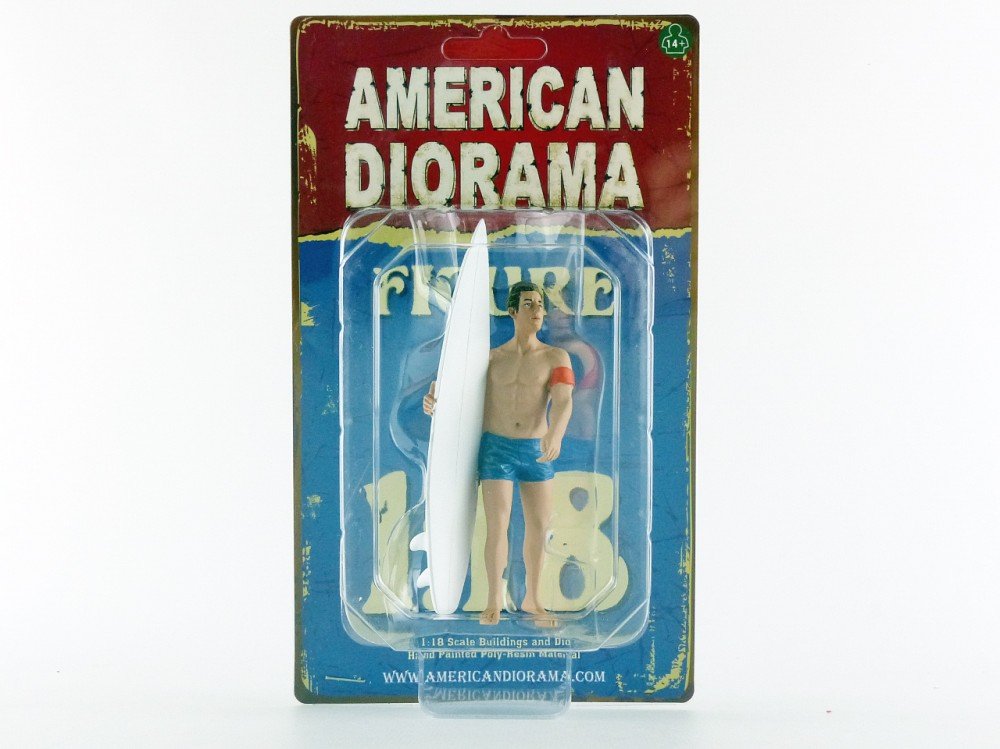 14+
AMERICAN
DIORAMA
FIGURE
1:18
1:18 Scale Buildings and Dio
Hand Painted Poly-Resin Material
WWW.AMERICANDIORAMA.COM